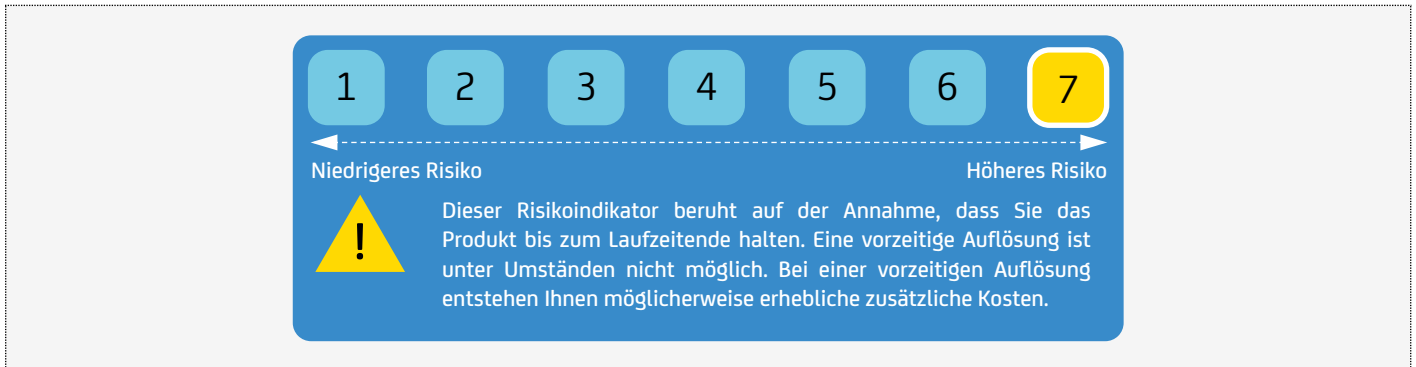 1 2 3 4 5 6 7
Niedrigeres Risiko Höheres Risiko
!
Dieser Risikoindikator beruht auf der Annahme, dass Sie das
Produkt bis zum Laufzeitende halten. Eine vorzeitige Auflösung ist
unter Umständen nicht möglich. Bei einer vorzeitigen Auflösung
entstehen Ihnen möglicherweise erhebliche zusätzliche Kosten.